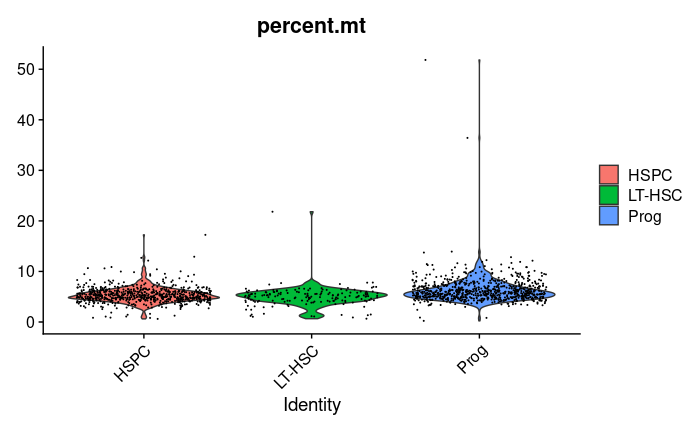 percent.mt
50
40
30
20
10
0
HSPC
LT-HSC
Prog
Identity
HSPC
LT-HSC
Prog